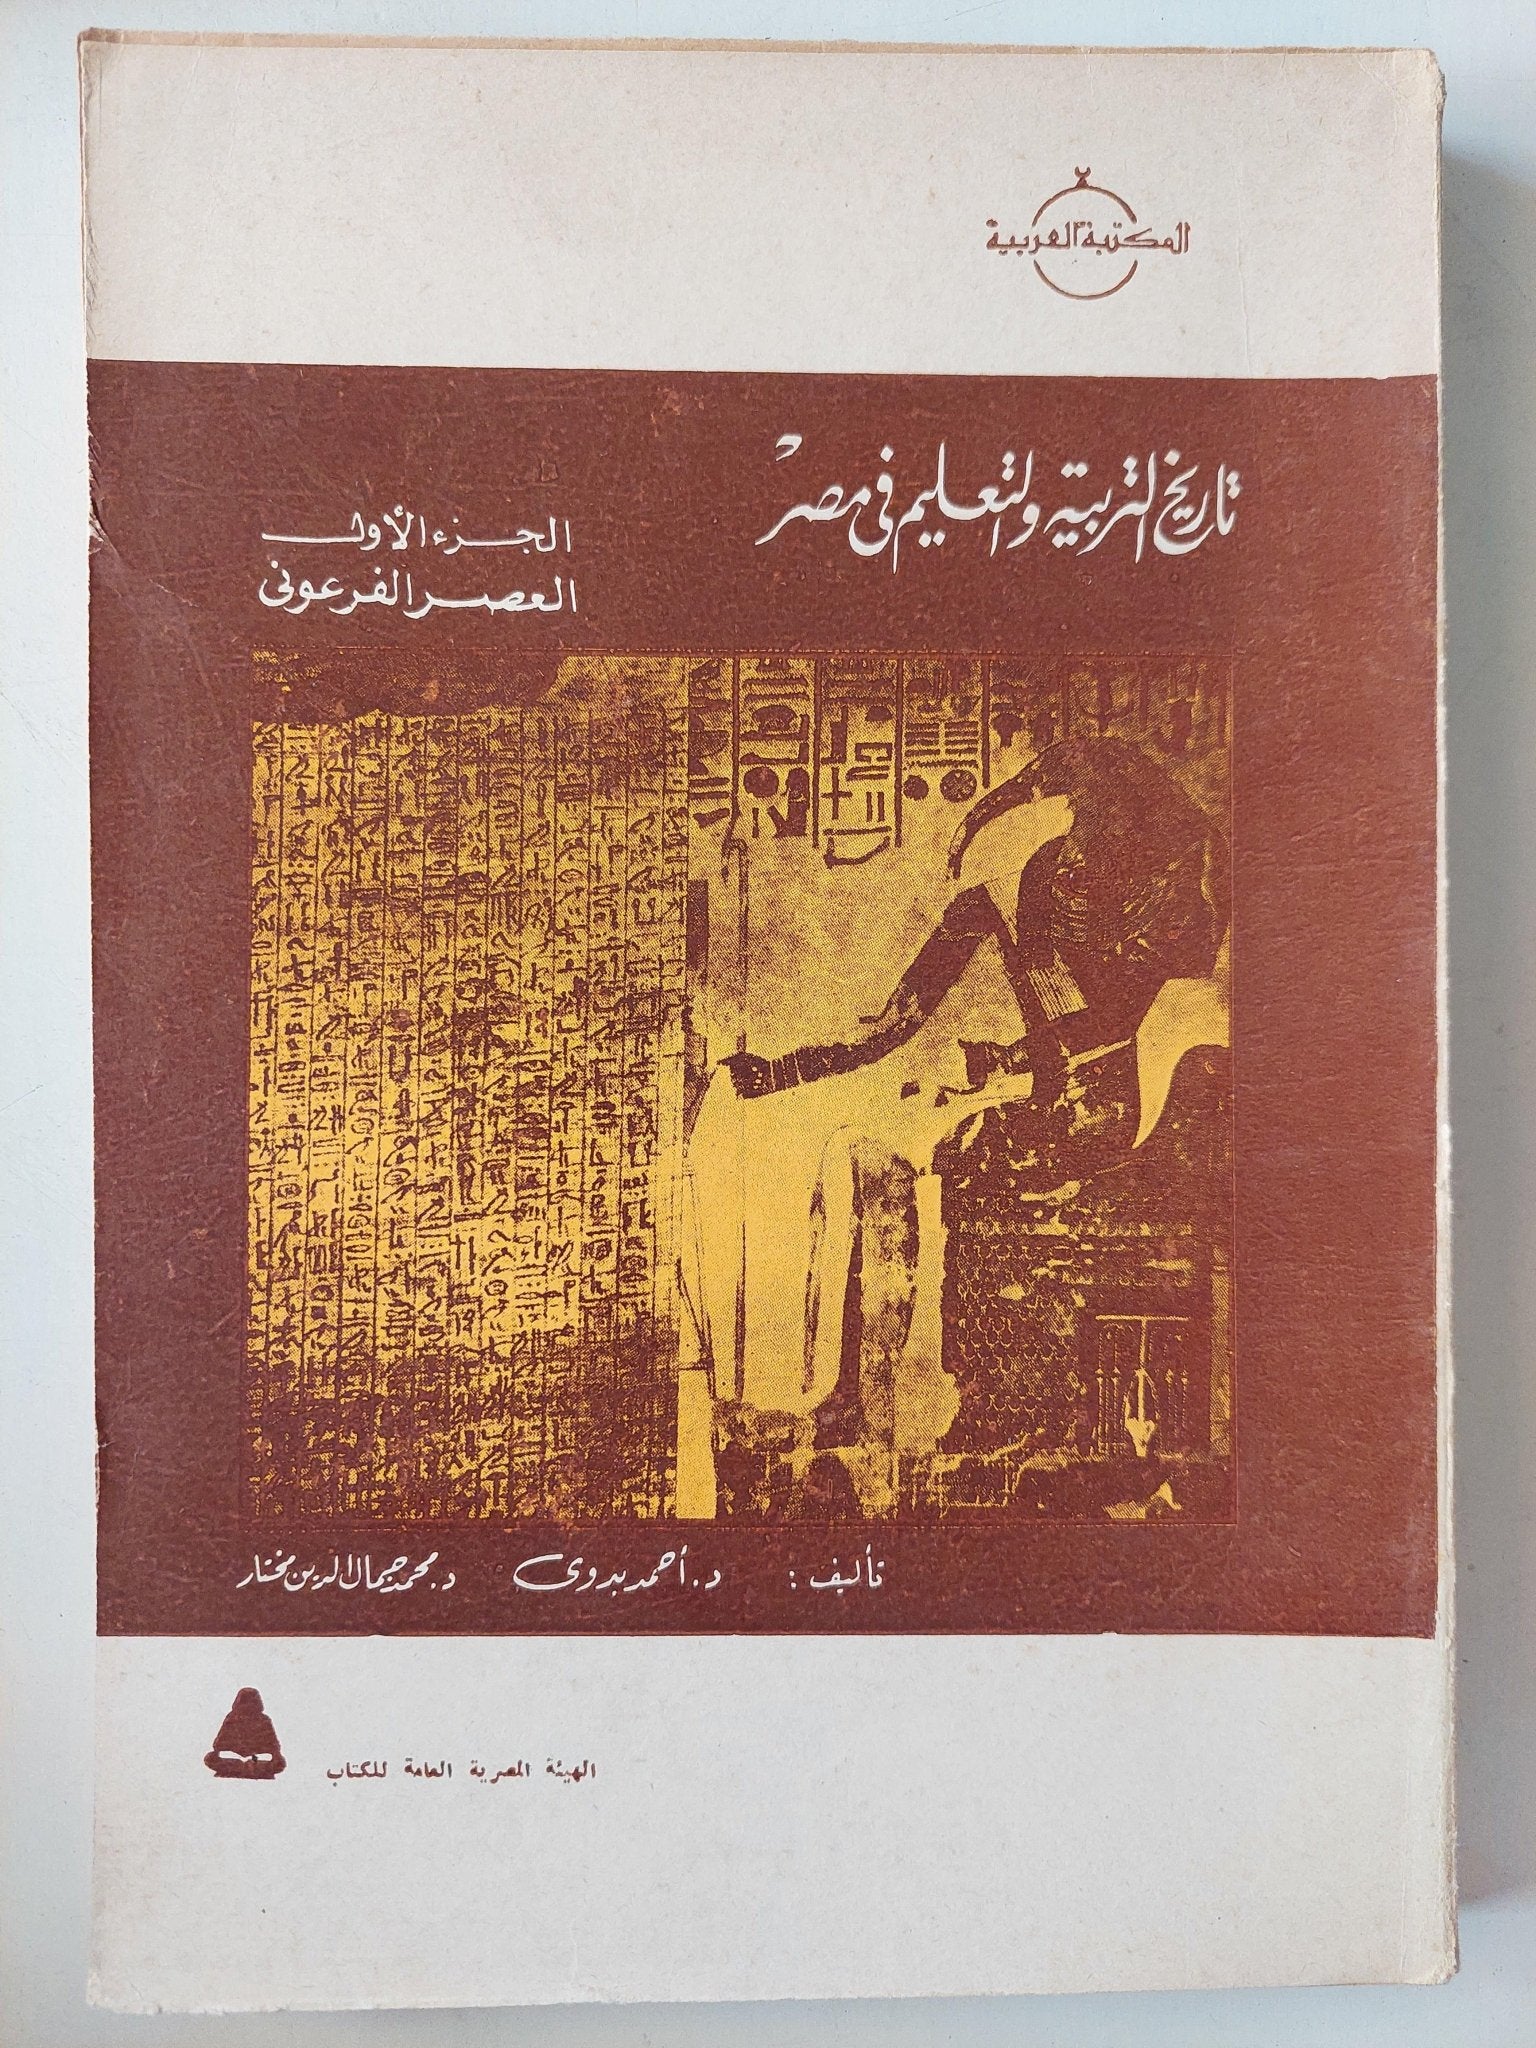 المكتبة العربية
تاريخ التربية والتعليم فى مصر
الجزء الأول
العصر الفرعونى
تأليف : د. أحمد بدوى د. محمد جمال الدين مختار
الهيئة المصرية العامة للكتاب